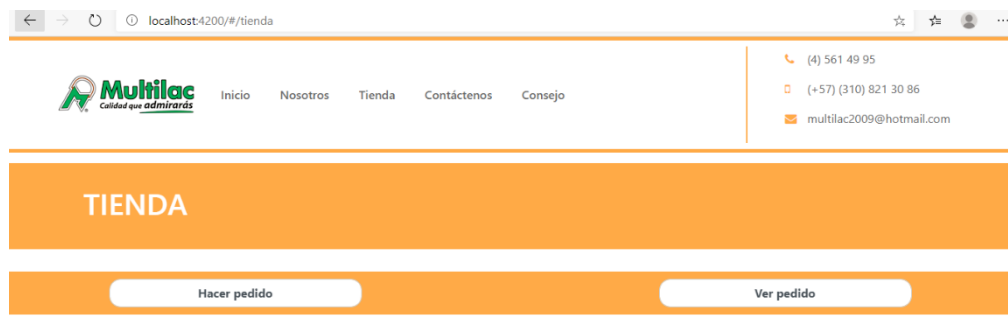 localhost:4200/#/tienda
Multilac
Calidad que admirarás
Inicio Nosotros Tienda Contáctenos Consejo
(4) 561 49 95
(+57) (310) 821 30 86
multilac2009@hotmail.com
TIENDA
Hacer pedido Ver pedido